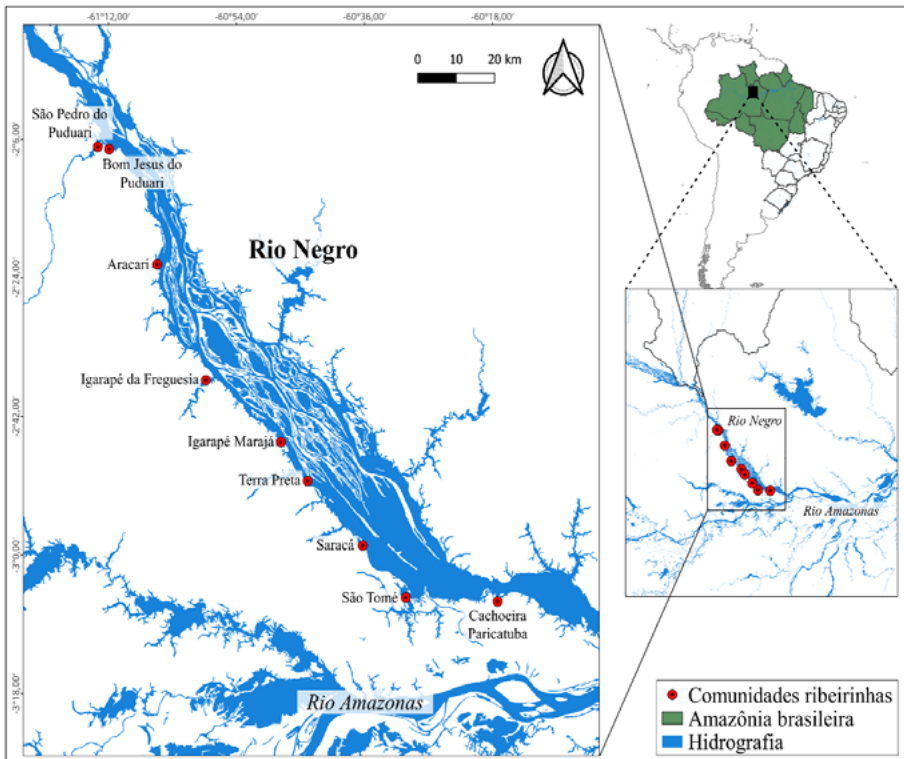 -61°12,00'
-60°54,00'
-60°36,00'
-60°18,00'
0 10 20 km
São Pedro do
Puduari
-2°6,00'
Bom Jesus do
Puduari
Rio Negro
Aracari
-2°24,00'
Igarapé da Freguesia
-2°42,00'
Igarapé Marajá
Terra Preta
Saracá
-3°0,00'
São Tomé
Cachoeira
Paricatuba
-3°18,00'
Rio Amazonas
Rio Negro
Rio Amazonas
Comunidades ribeirinhas
Amazônia brasileira
Hidrografia